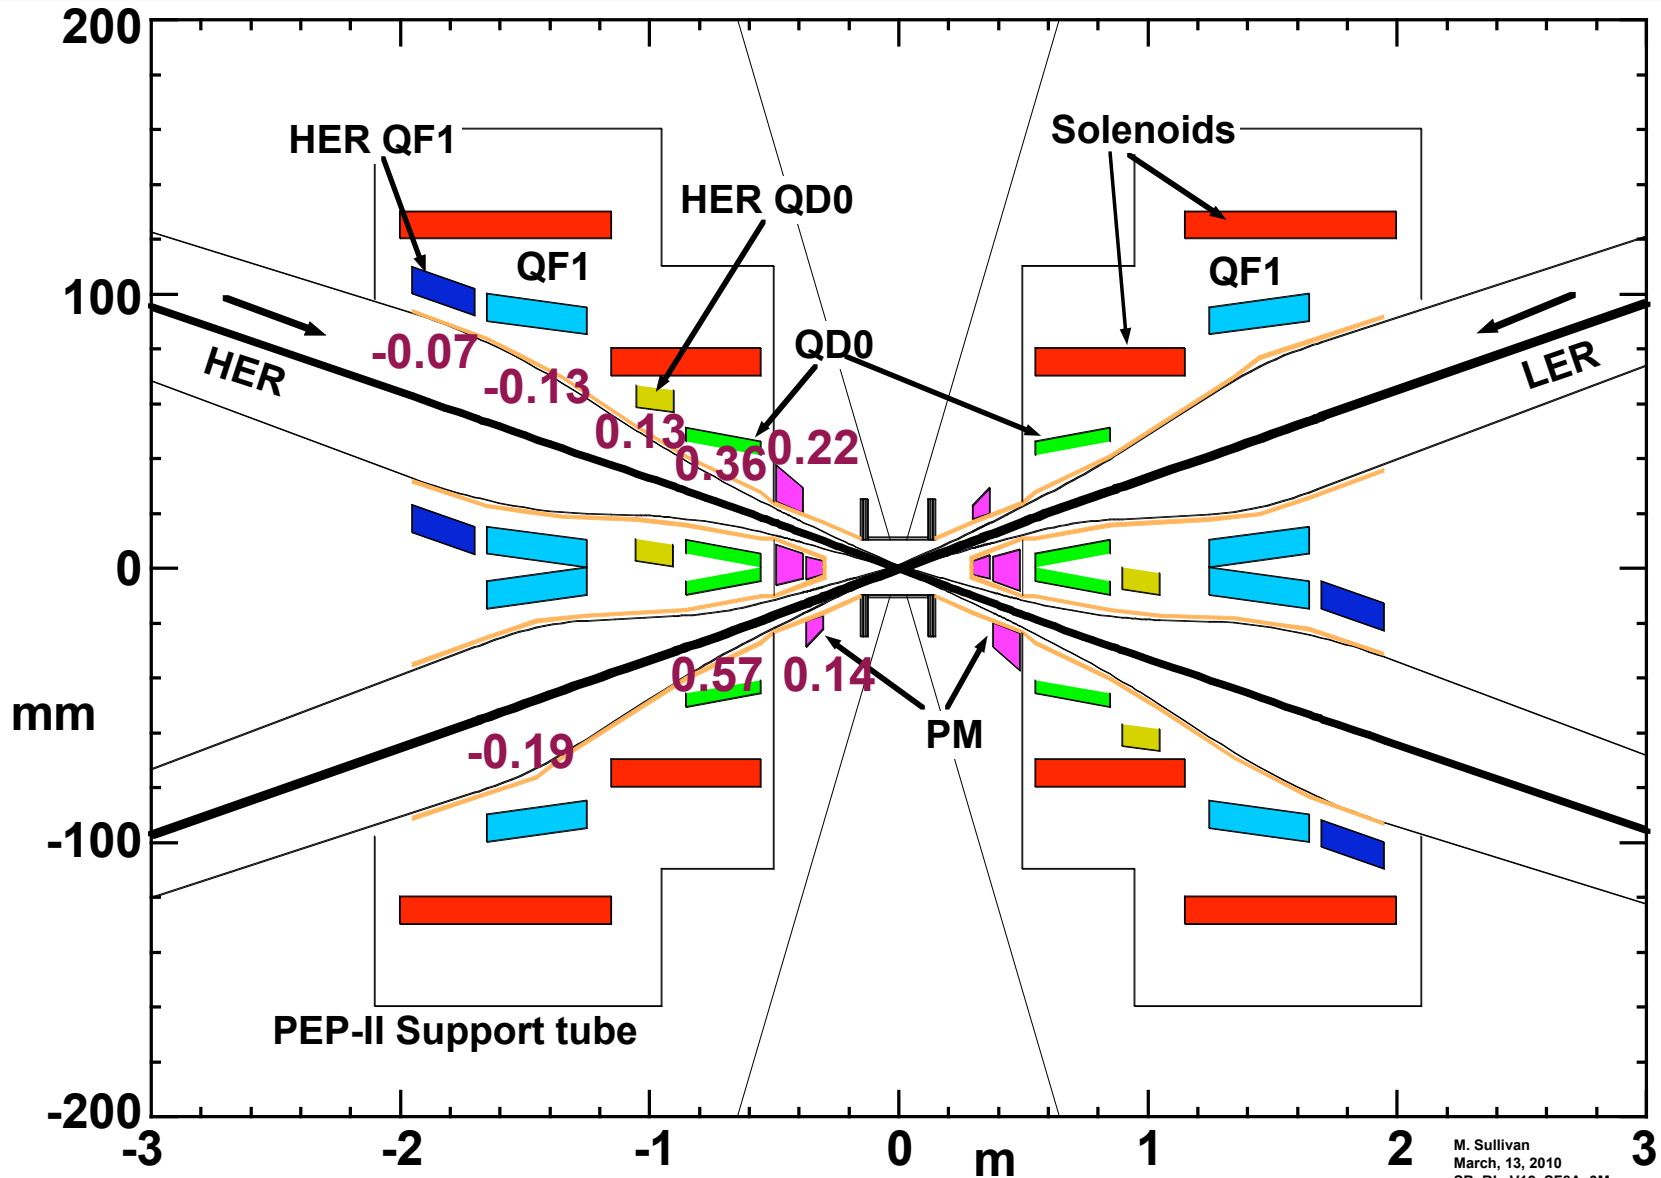 200
HER QF1
Solenoids
HER QD0
QF1
QF1
100
QD0
HER
LER
-0.07
-0.13
0.13
0.36
0.22
0
0.57
0.14
mm
PM
-0.19
-100
PEP-II Support tube
-200
-3
-2
-1
0
m
1
2
3
M. Sullivan
March, 13, 2010